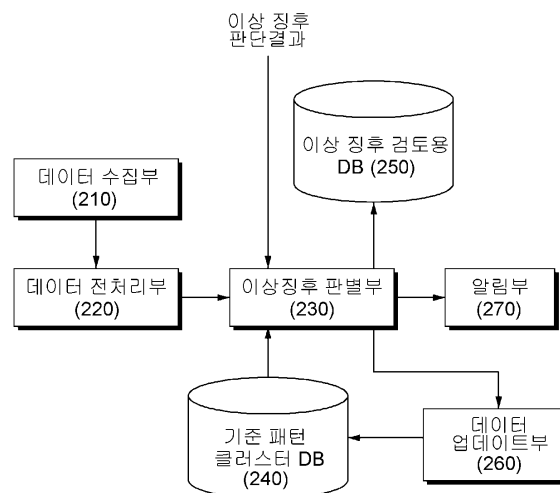 이상 징후
판단결과
이상 징후 검토용
DB (250)
데이터 수집부
(210)
데이터 전처리부
(220)
이상징후 판별부
(230)
알림부
(270)
기준 패턴
클러스터 DB
(240)
데이터
업데이트부
(260)